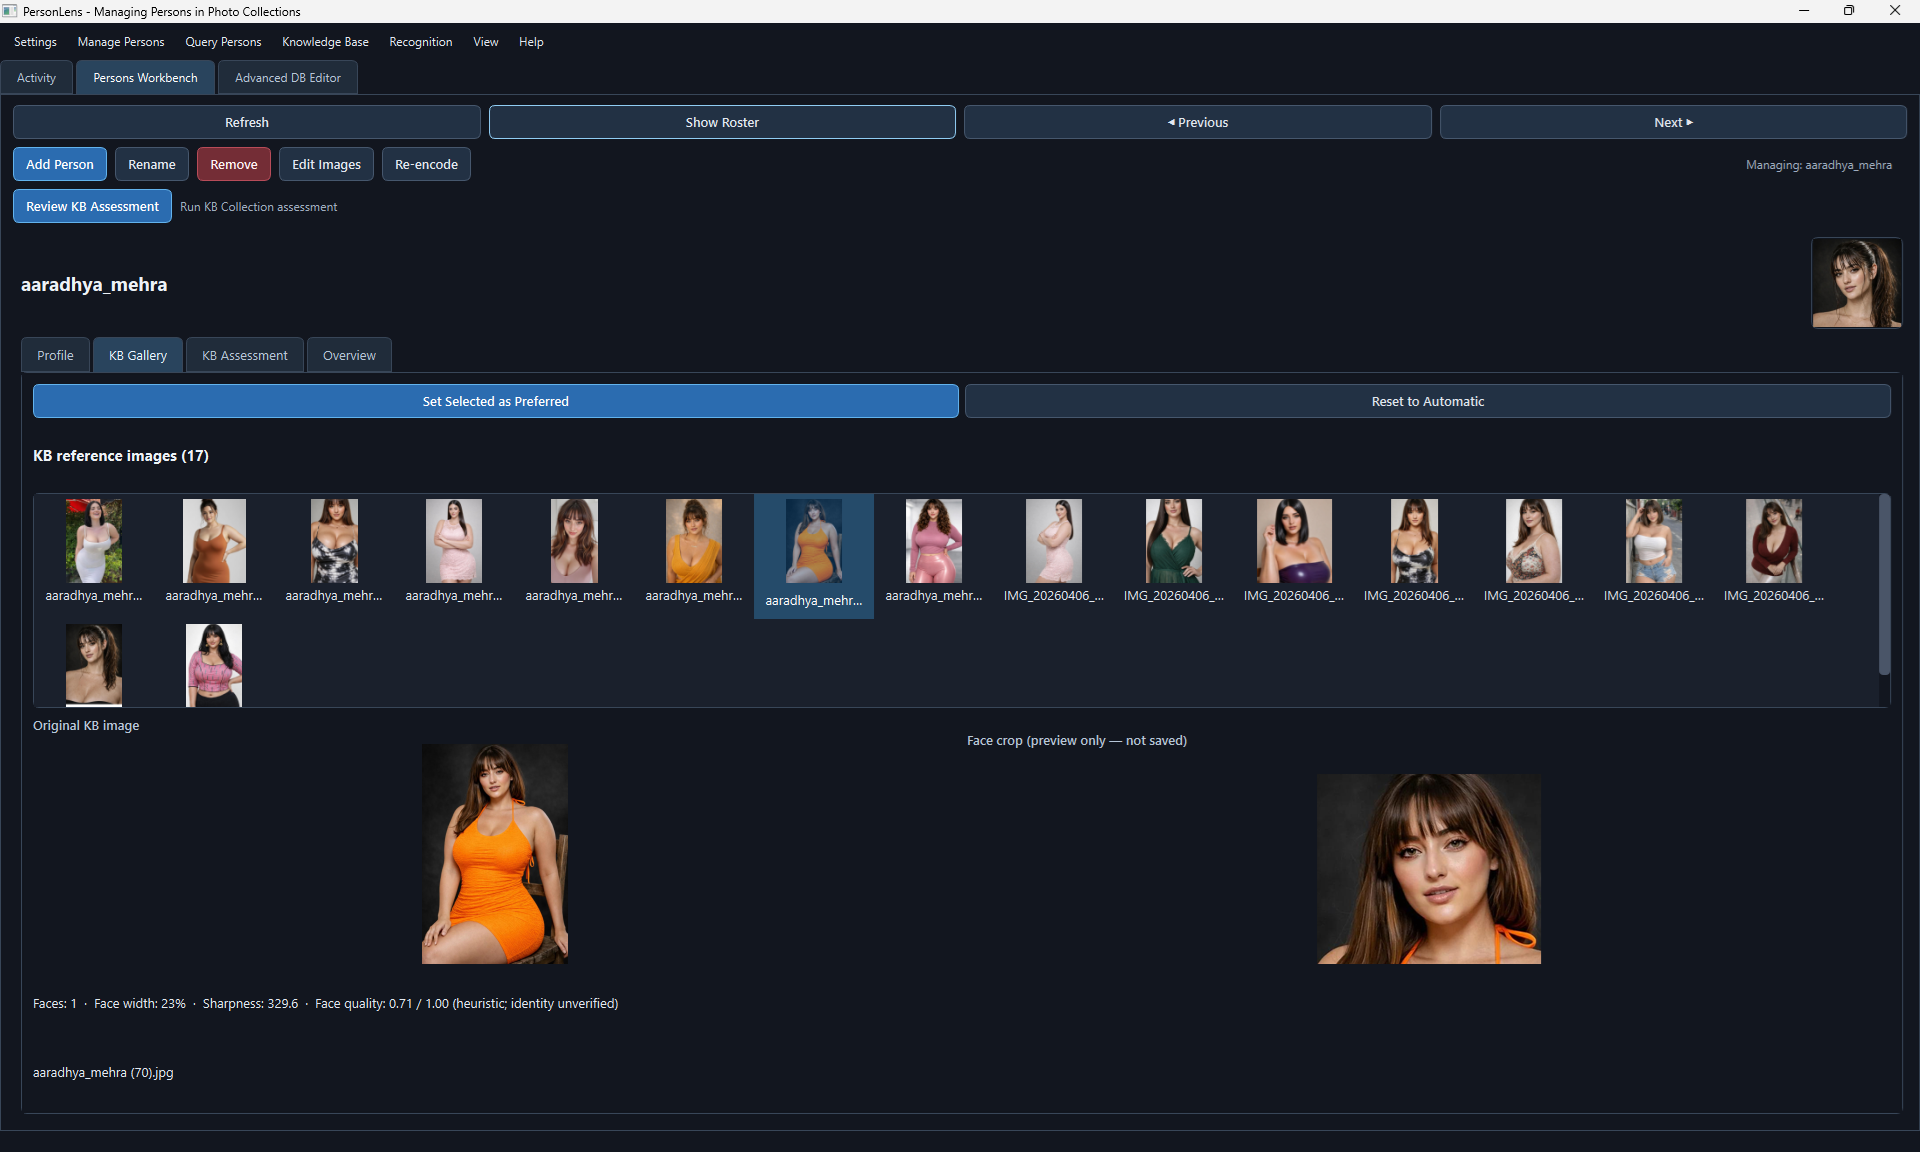 PersonLens - Managing Persons in Photo Collections
Settings Manage Persons Query Persons Knowledge Base Recognition View Help
Activity Persons Workbench Advanced DB Editor
Refresh Show Roster ◂ Previous Next ▸
Add Person Rename Remove Edit Images Re-encode Managing: aaradhya_mehra
Review KB Assessment Run KB Collection assessment
aaradhya_mehra
Profile KB Gallery KB Assessment Overview
Set Selected as Preferred Reset to Automatic
KB reference images (17)
aaradhya_mehr... aaradhya_mehr... aaradhya_mehr... aaradhya_mehr... aaradhya_mehr... aaradhya_mehr... aaradhya_mehr... aaradhya_mehr... IMG_20260406_... IMG_20260406_... IMG_20260406_... IMG_20260406_... IMG_20260406_... IMG_20260406_... IMG_20260406_...
Original KB image
Face crop (preview only — not saved)
Faces: 1 · Face width: 23% · Sharpness: 329.6 · Face quality: 0.71 / 1.00 (heuristic; identity unverified)
aaradhya_mehra (70).jpg